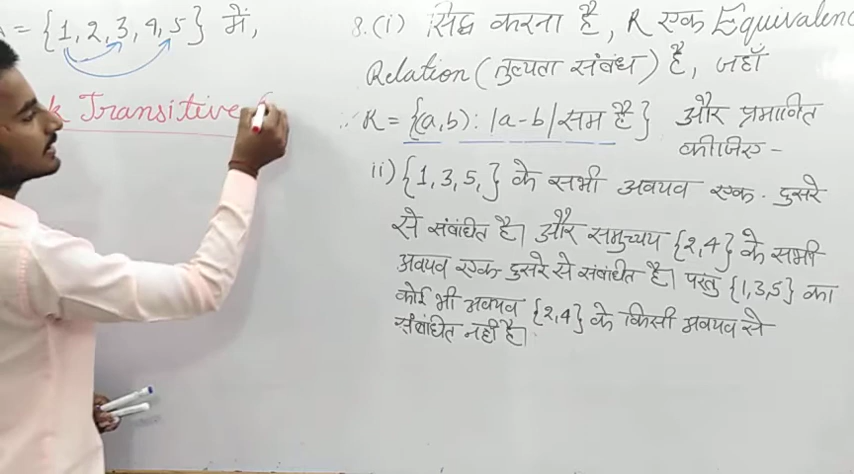 = {1, 2, 3, 4, 5} में,
Transitive (
8. (i) सिद्ध करना है, R एक Equivalenc
Relation (तुल्यता संबंध) है, जहाँ
R = {(a,b) : |a-b| सम है} और प्रमाणित
कीजिए -
ii) {1, 3, 5, } के सभी अवयव एक दुसरे
से संबंधित है। और समुच्चय {2,4} के सभी
अवयव एक दुसरे से संबंधित है। परंतु {1,3,5} का
कोई भी अवयव {2,4} के किसी अवयव से
संबंधित नहीं है।